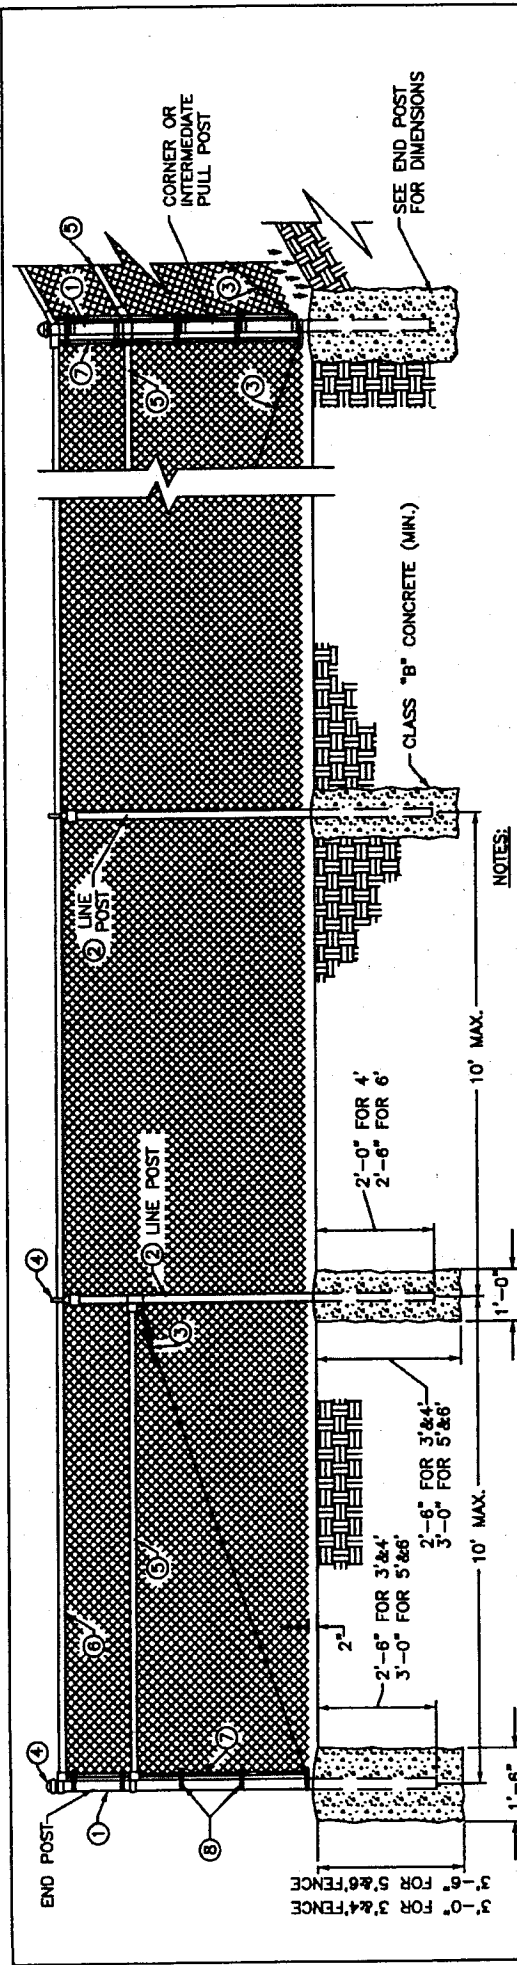 END POST
4
1
8
6
5
7
3
4
2 LINE POST
LINE
2 POST
7
1
5
CORNER OR
INTERMEDIATE
PULL POST
5
3
3
SEE END POST
FOR DIMENSIONS
CLASS "B" CONCRETE (MIN.)
2'-0" FOR 4'
2'-6" FOR 6'
2"
2'-6" FOR 3'&4'
3'-0" FOR 5'&6'
2'-6" FOR 3'&4'
3'-0" FOR 5'&6'
3'-0" FOR 3'&4' FENCE
3'-6" FOR 5'&6' FENCE
10' MAX.
10' MAX.
1'-0"
1'-6"
NOTES: